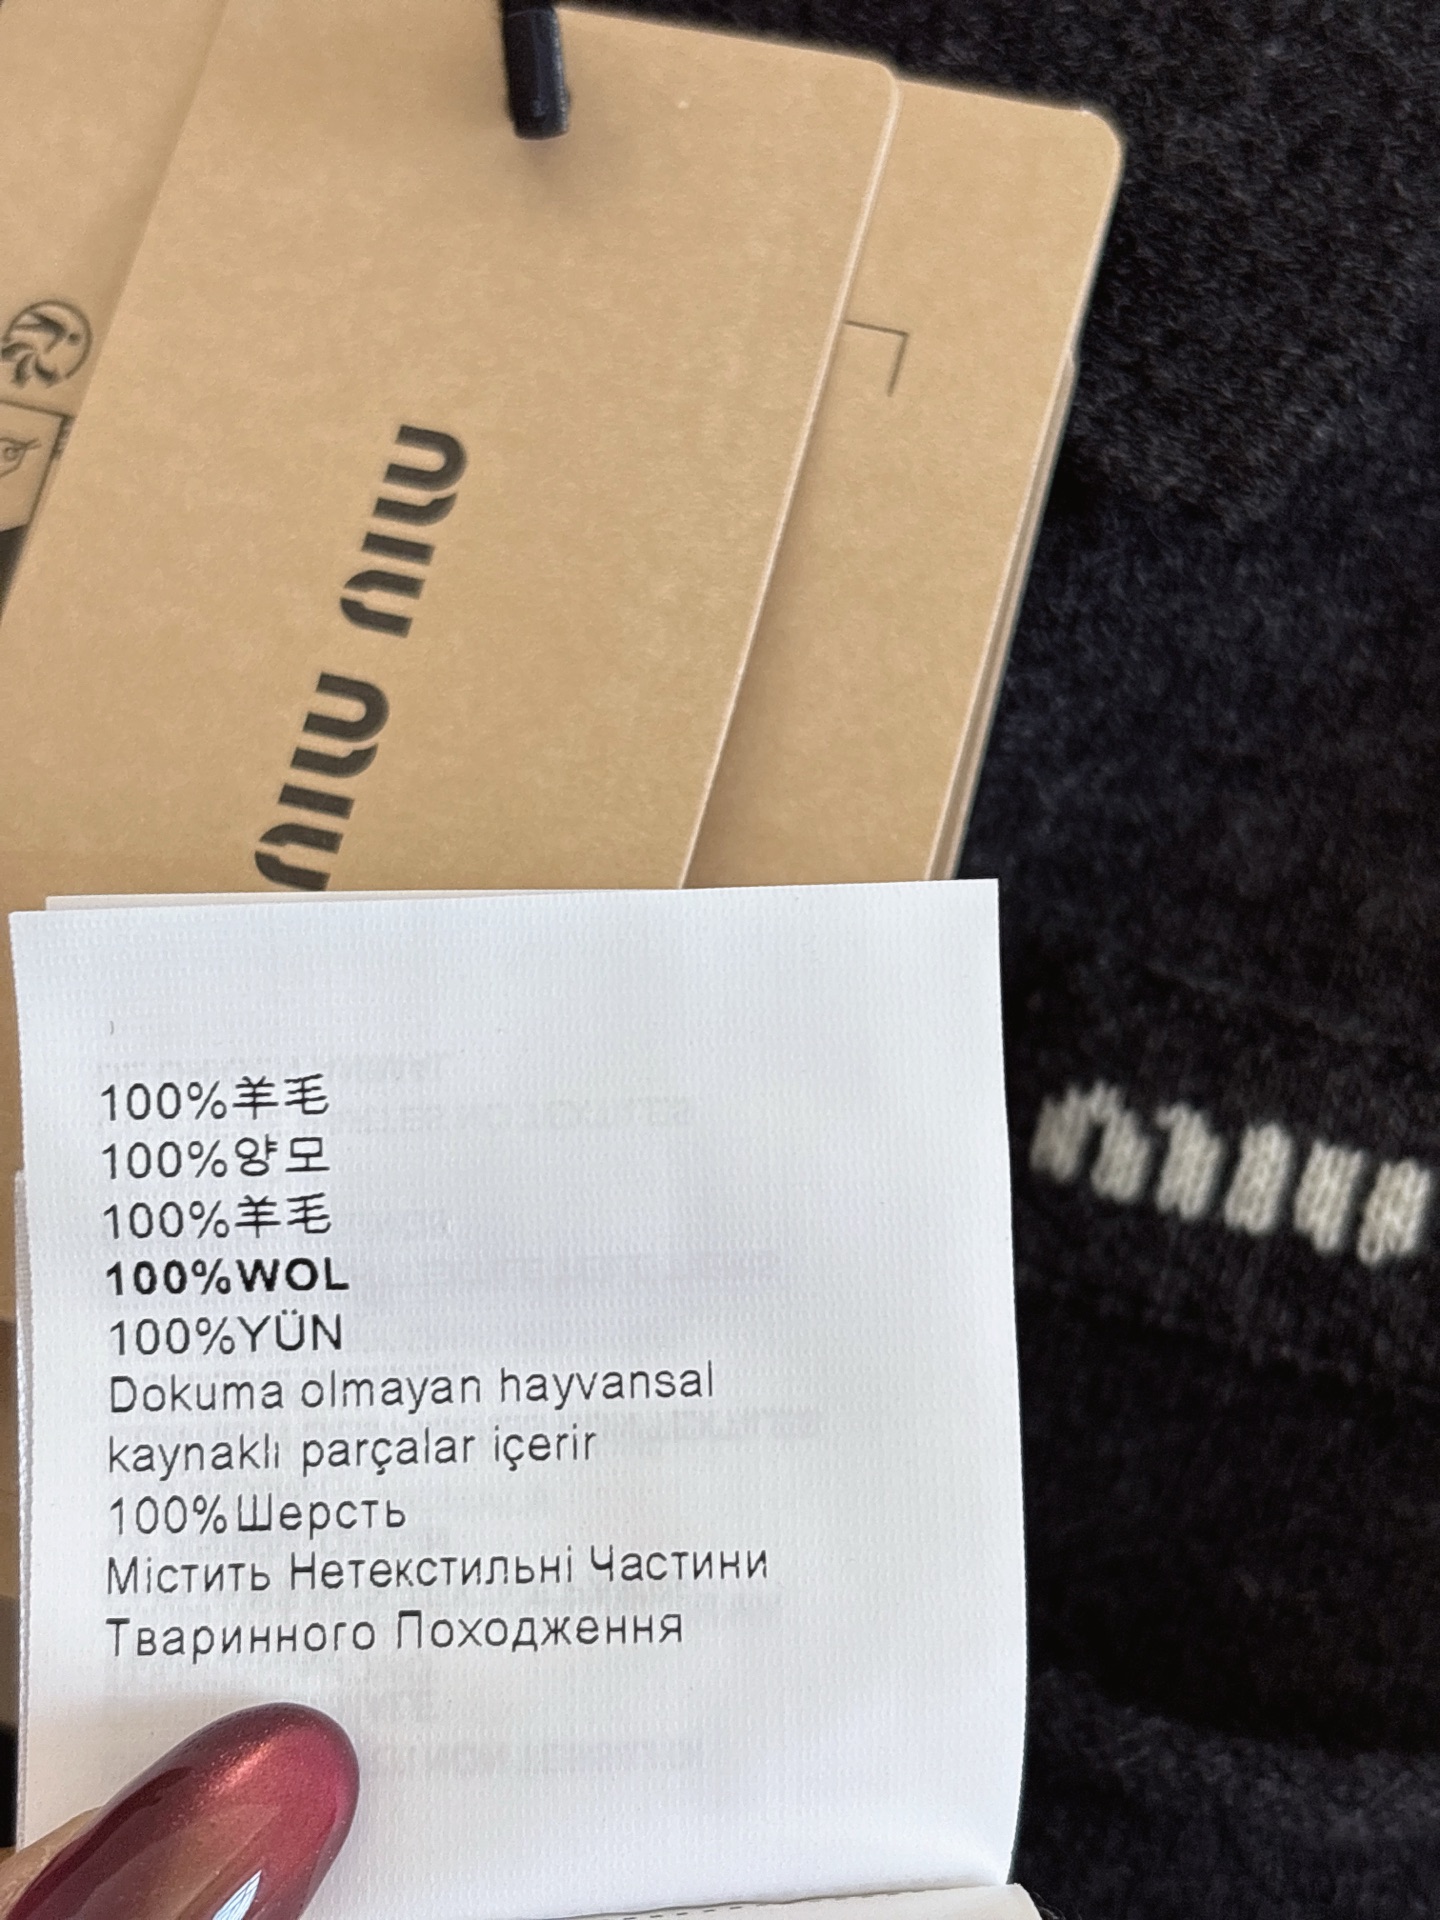 miu miu
100%羊毛
100%양모
100%羊毛
100%WOL
100%YÜN
Dokuma olmayan hayvansal
kaynaklı parçalar içerir
100%Шерсть
Містить Нетекстильні Частини
Тваринного Походження